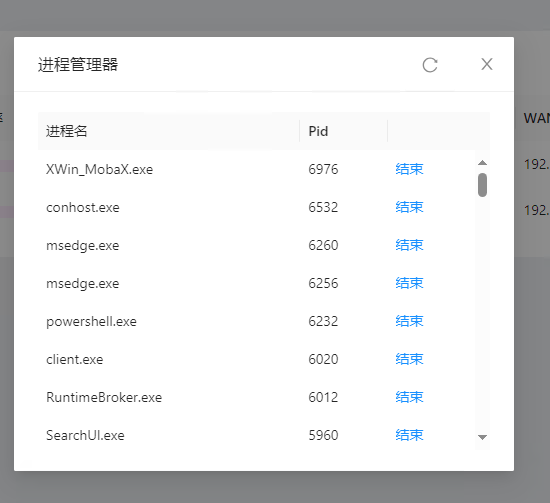 进程管理器
WAN
进程名 Pid
XWin_MobaX.exe 6976 结束
192.
conhost.exe 6532 结束
192.
msedge.exe 6260 结束
msedge.exe 6256 结束
powershell.exe 6232 结束
client.exe 6020 结束
RuntimeBroker.exe 6012 结束
SearchUI.exe 5960 结束